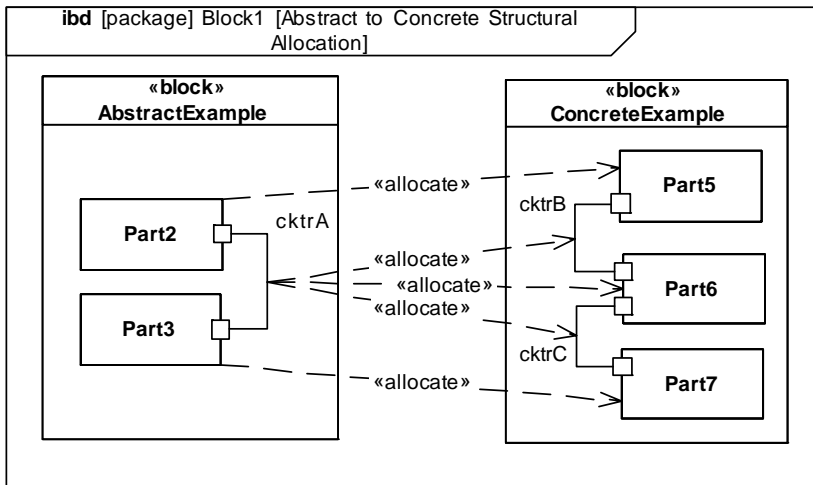 ibd [package] Block1 [Abstract to Concrete Structural
Allocation]
«block»
AbstractExample
«block»
ConcreteExample
Part2
Part3
cktrA
«allocate»
«allocate»
«allocate»
«allocate»
«allocate»
cktrB
cktrC
Part5
Part6
Part7